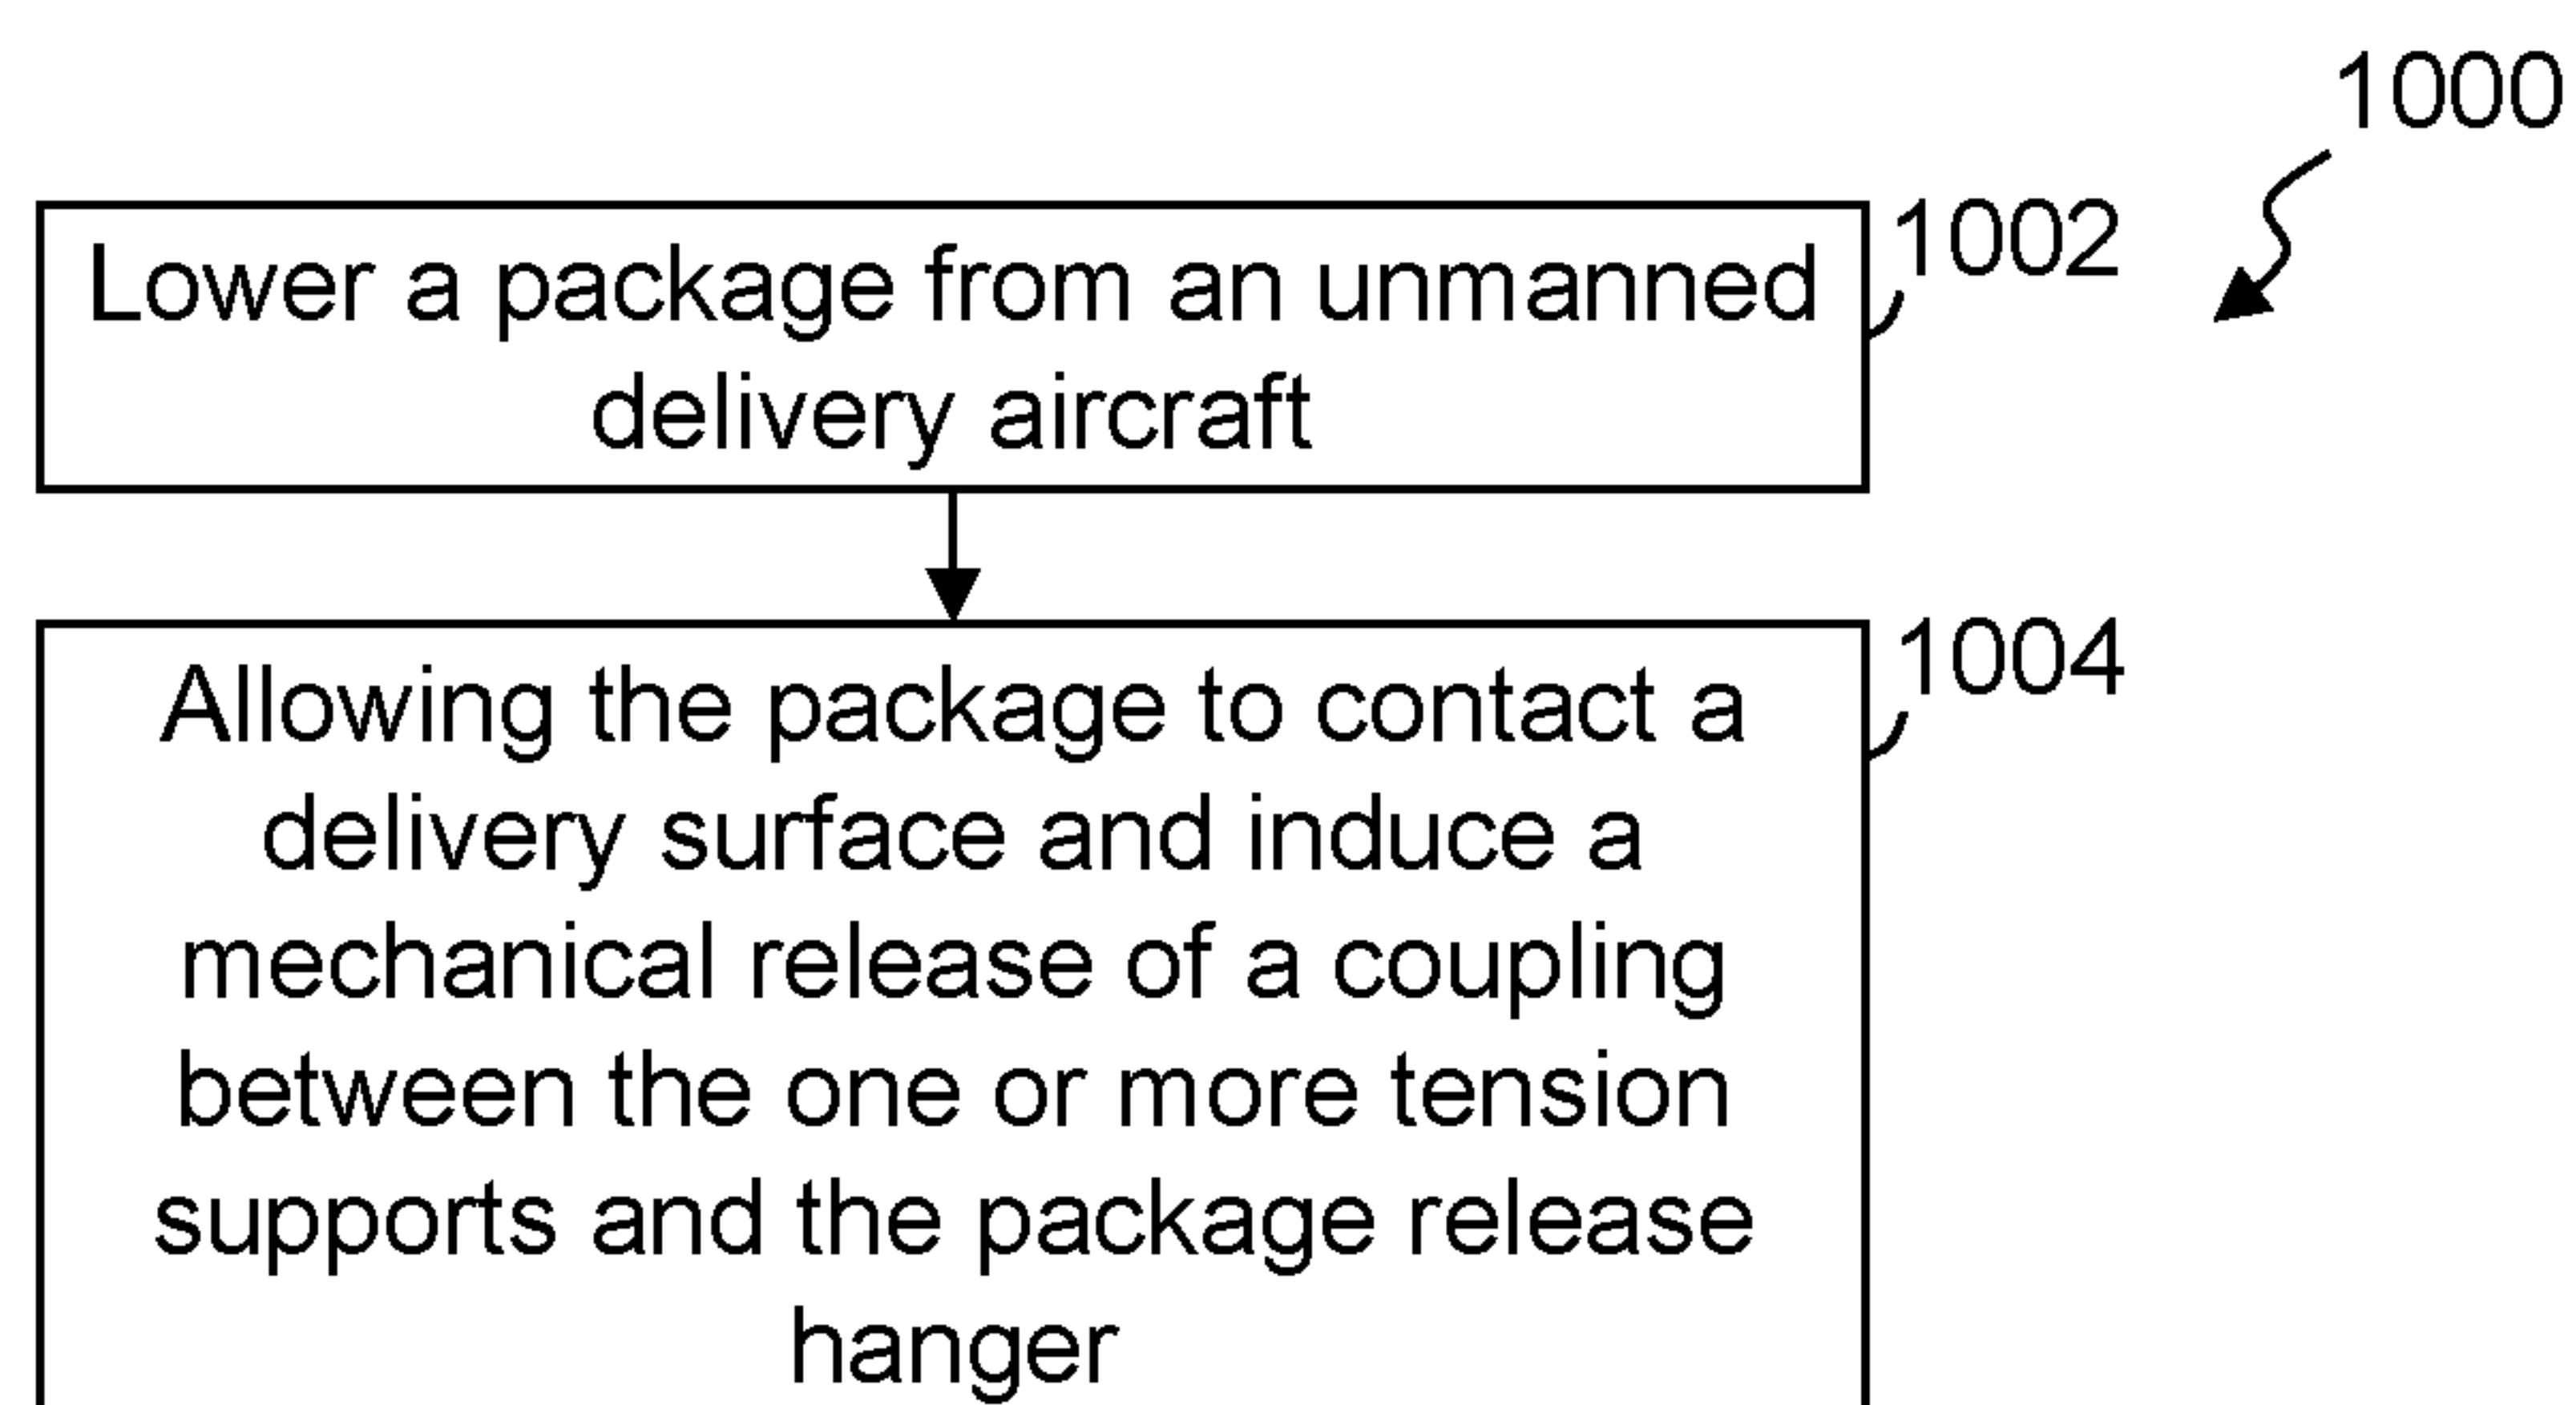 1000
1002
Lower a package from an unmanned
delivery aircraft
1004
Allowing the package to contact a
delivery surface and induce a
mechanical release of a coupling
between the one or more tension
supports and the package release
hanger